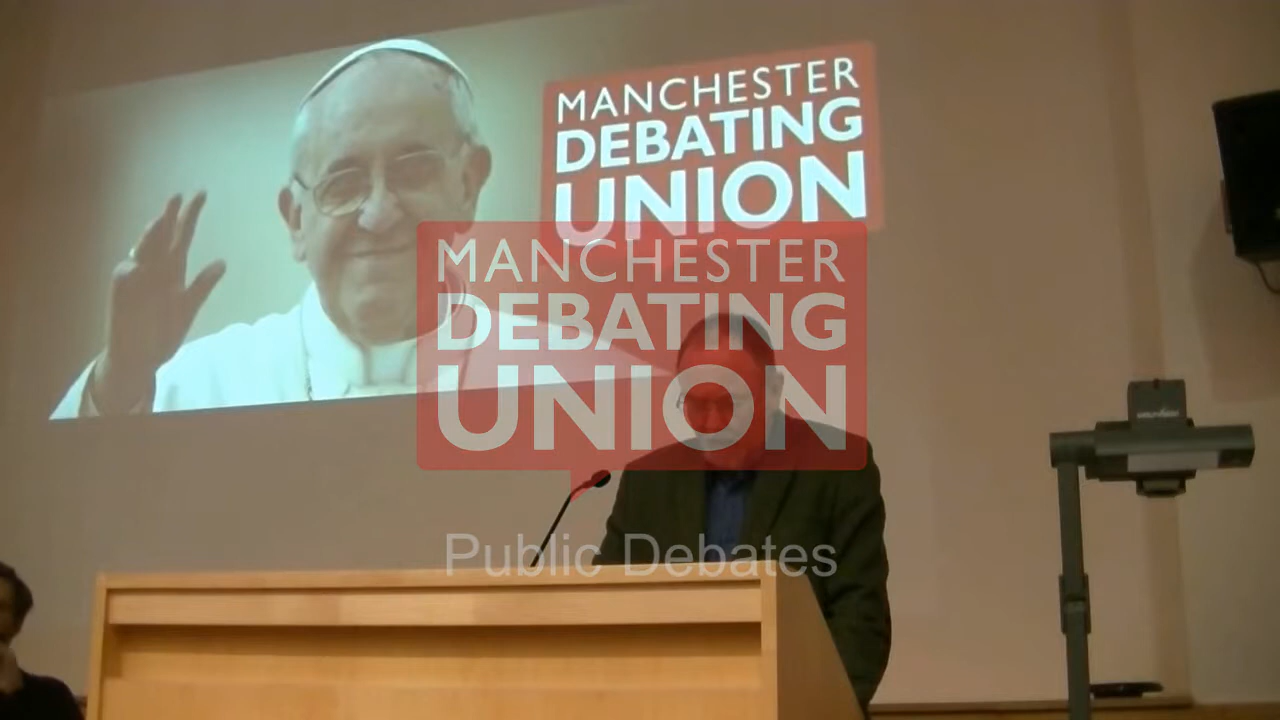 MANCHESTER
DEBATING
UNION
MANCHESTER
DEBATING
UNION
Public Debates